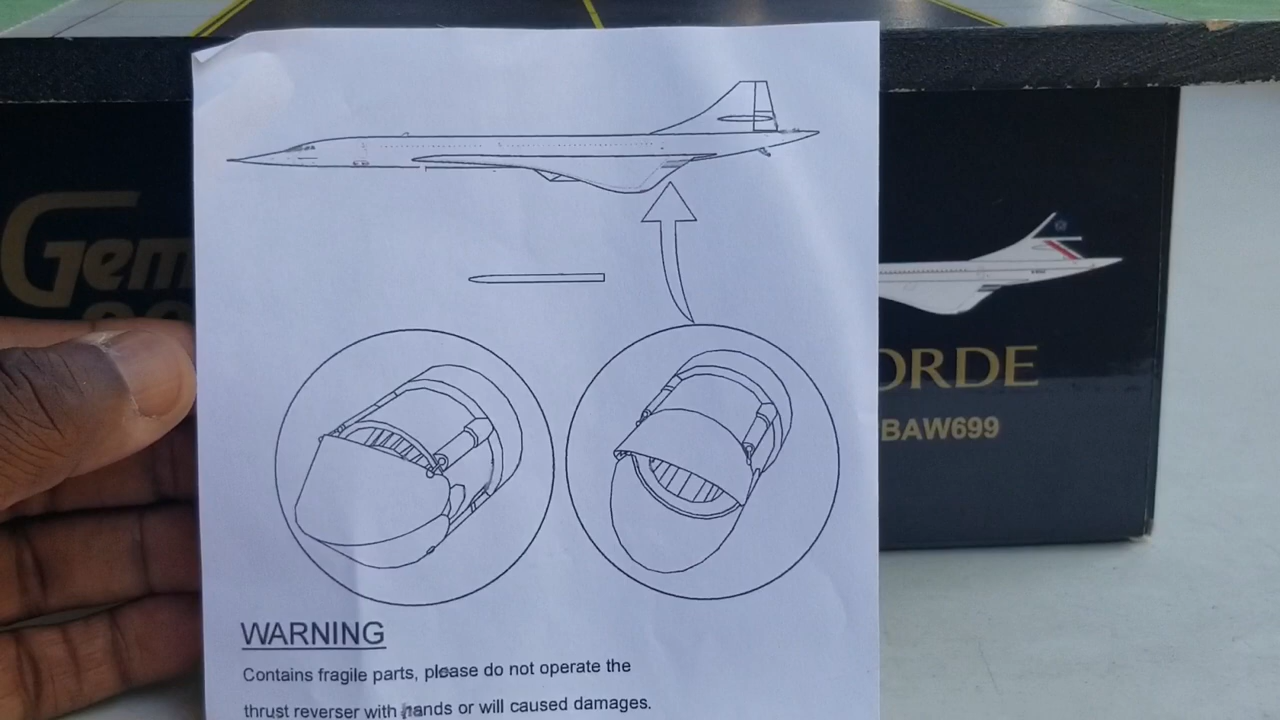 Gem
ORDE
BAW699
WARNING
Contains fragile parts, please do not operate the
thrust reverser with hands or will caused damages.